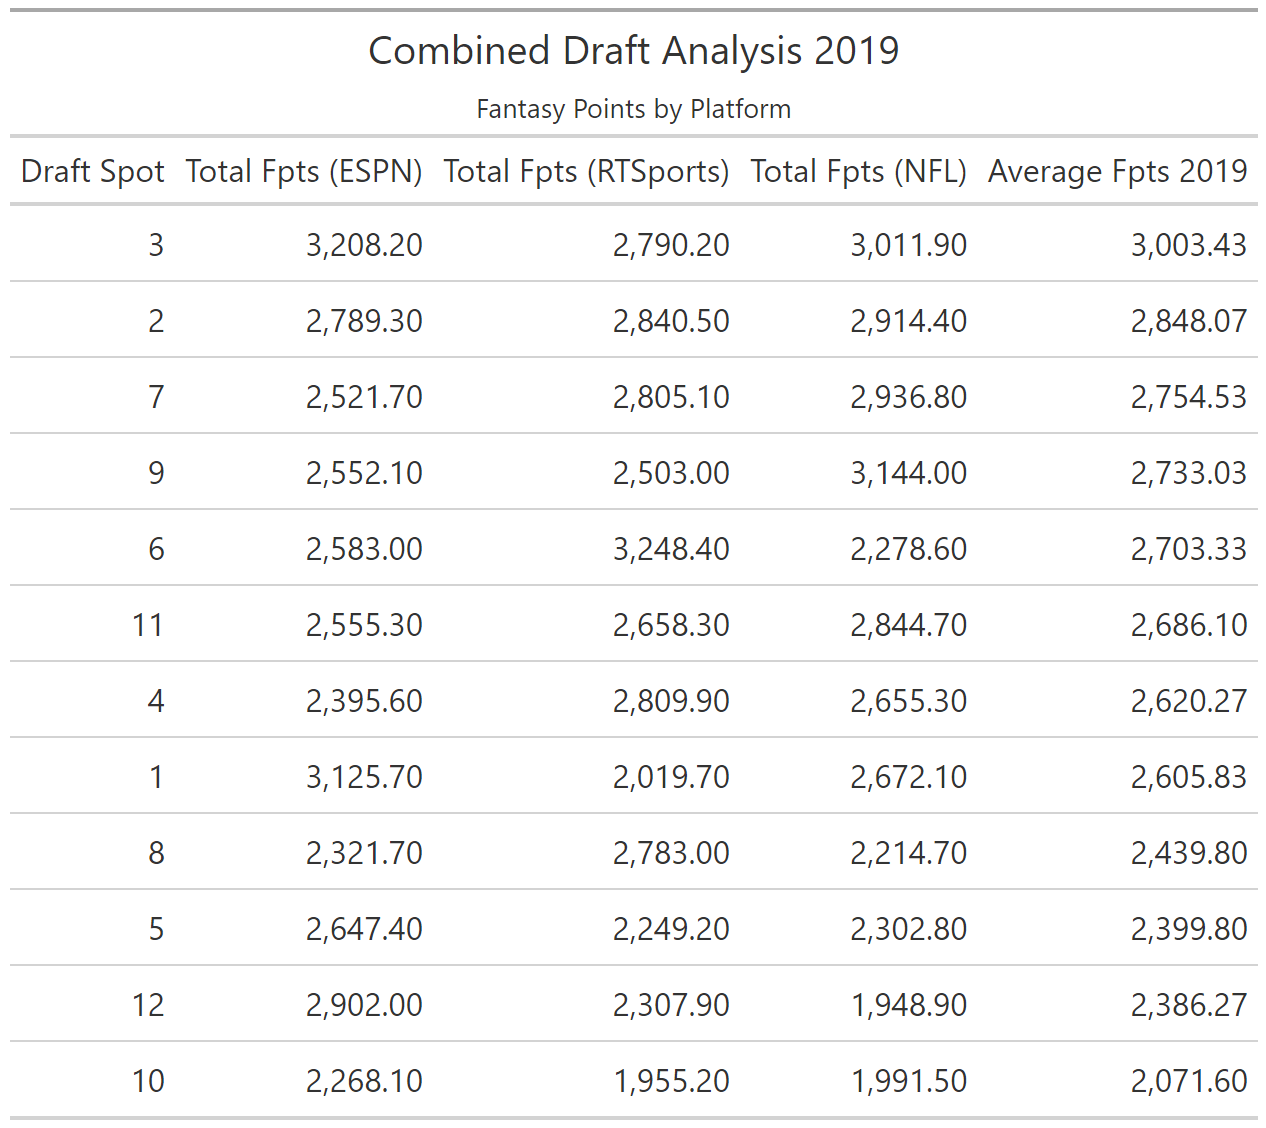 Combined Draft Analysis 2019
Fantasy Points by Platform
Draft Spot Total Fpts (ESPN) Total Fpts (RTSports) Total Fpts (NFL) Average Fpts 2019
3 3,208.20 2,790.20 3,011.90 3,003.43
2 2,789.30 2,840.50 2,914.40 2,848.07
7 2,521.70 2,805.10 2,936.80 2,754.53
9 2,552.10 2,503.00 3,144.00 2,733.03
6 2,583.00 3,248.40 2,278.60 2,703.33
11 2,555.30 2,658.30 2,844.70 2,686.10
4 2,395.60 2,809.90 2,655.30 2,620.27
1 3,125.70 2,019.70 2,672.10 2,605.83
8 2,321.70 2,783.00 2,214.70 2,439.80
5 2,647.40 2,249.20 2,302.80 2,399.80
12 2,902.00 2,307.90 1,948.90 2,386.27
10 2,268.10 1,955.20 1,991.50 2,071.60